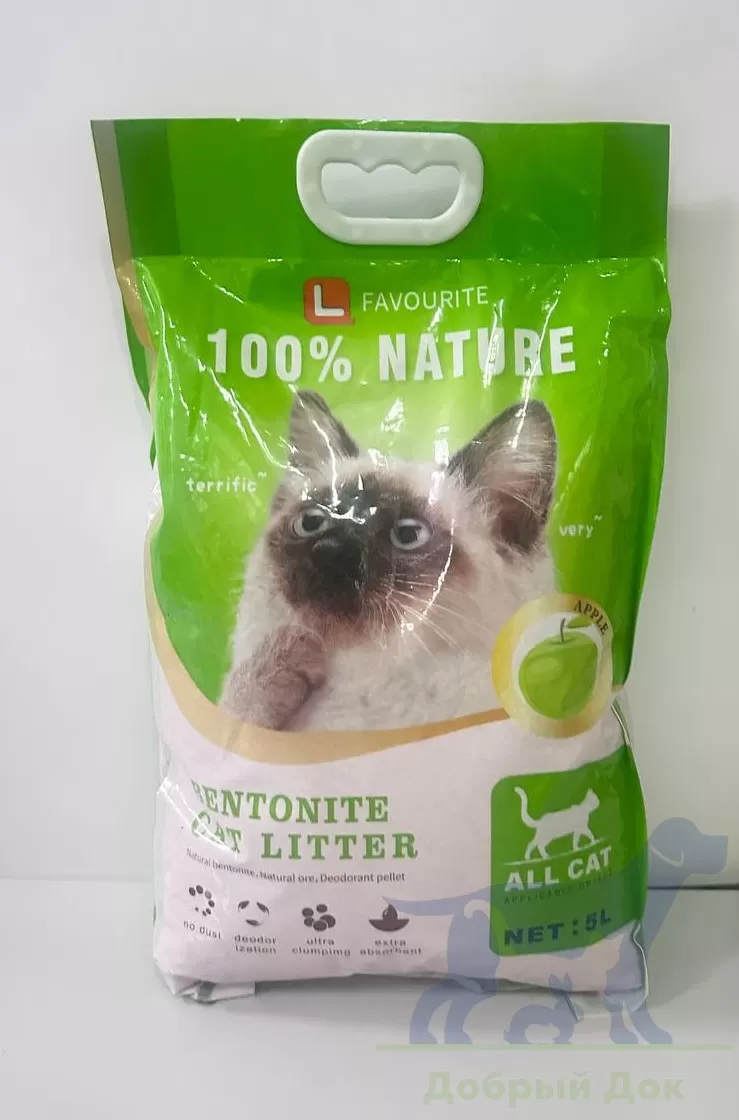 L FAVOURITE
100% NATURE
terrific~
very~
APPLE
BENTONITE
CAT LITTER
Natural bentonite, Natural ore, Deodorant pellet
no dust
deodor
ization
ultra
clumping
extra
absorbant
ALL CAT
NET : 5L
Добрый Док